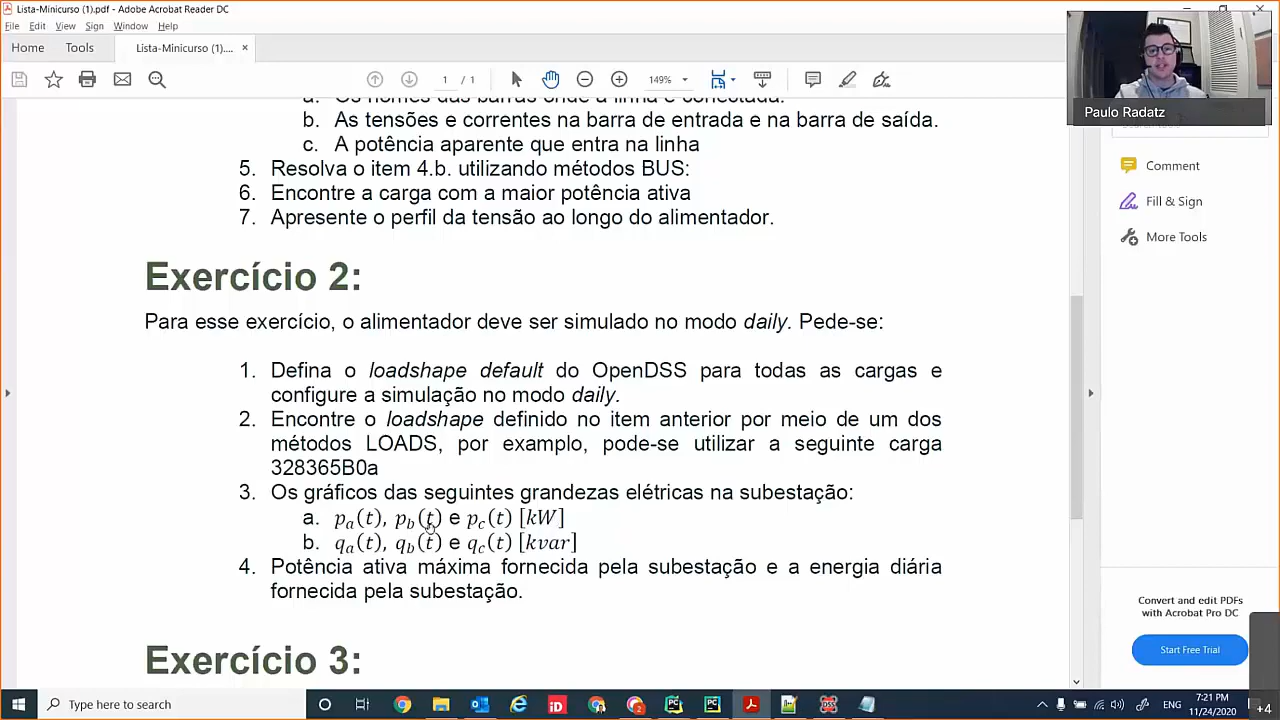 Lista-Minicurso (1).pdf - Adobe Acrobat Reader DC
File Edit View Sign Window Help
Home Tools Lista-Minicurso (1).... ×
1 / 1 149%
Paulo Radatz
a. Os nomes das barras onde a linha é conectada.
b. As tensões e correntes na barra de entrada e na barra de saída.
c. A potência aparente que entra na linha
5. Resolva o item 4.b. utilizando métodos BUS:
6. Encontre a carga com a maior potência ativa
7. Apresente o perfil da tensão ao longo do alimentador.
Exercício 2:
Para esse exercício, o alimentador deve ser simulado no modo daily. Pede-se:
1. Defina o loadshape default do OpenDSS para todas as cargas e
configure a simulação no modo daily.
2. Encontre o loadshape definido no item anterior por meio de um dos
métodos LOADS, por exemplo, pode-se utilizar a seguinte carga
328365B0a
3. Os gráficos das seguintes grandezas elétricas na subestação:
a. pa(t), pb(t) e pc(t) [kW]
b. qa(t), qb(t) e qc(t) [kvar]
4. Potência ativa máxima fornecida pela subestação e a energia diária
fornecida pela subestação.
Exercício 3:
Comment
Fill & Sign
More Tools
Convert and edit PDFs
with Acrobat Pro DC
Start Free Trial
Type here to search
ENG
7:21 PM
11/24/2020
+4